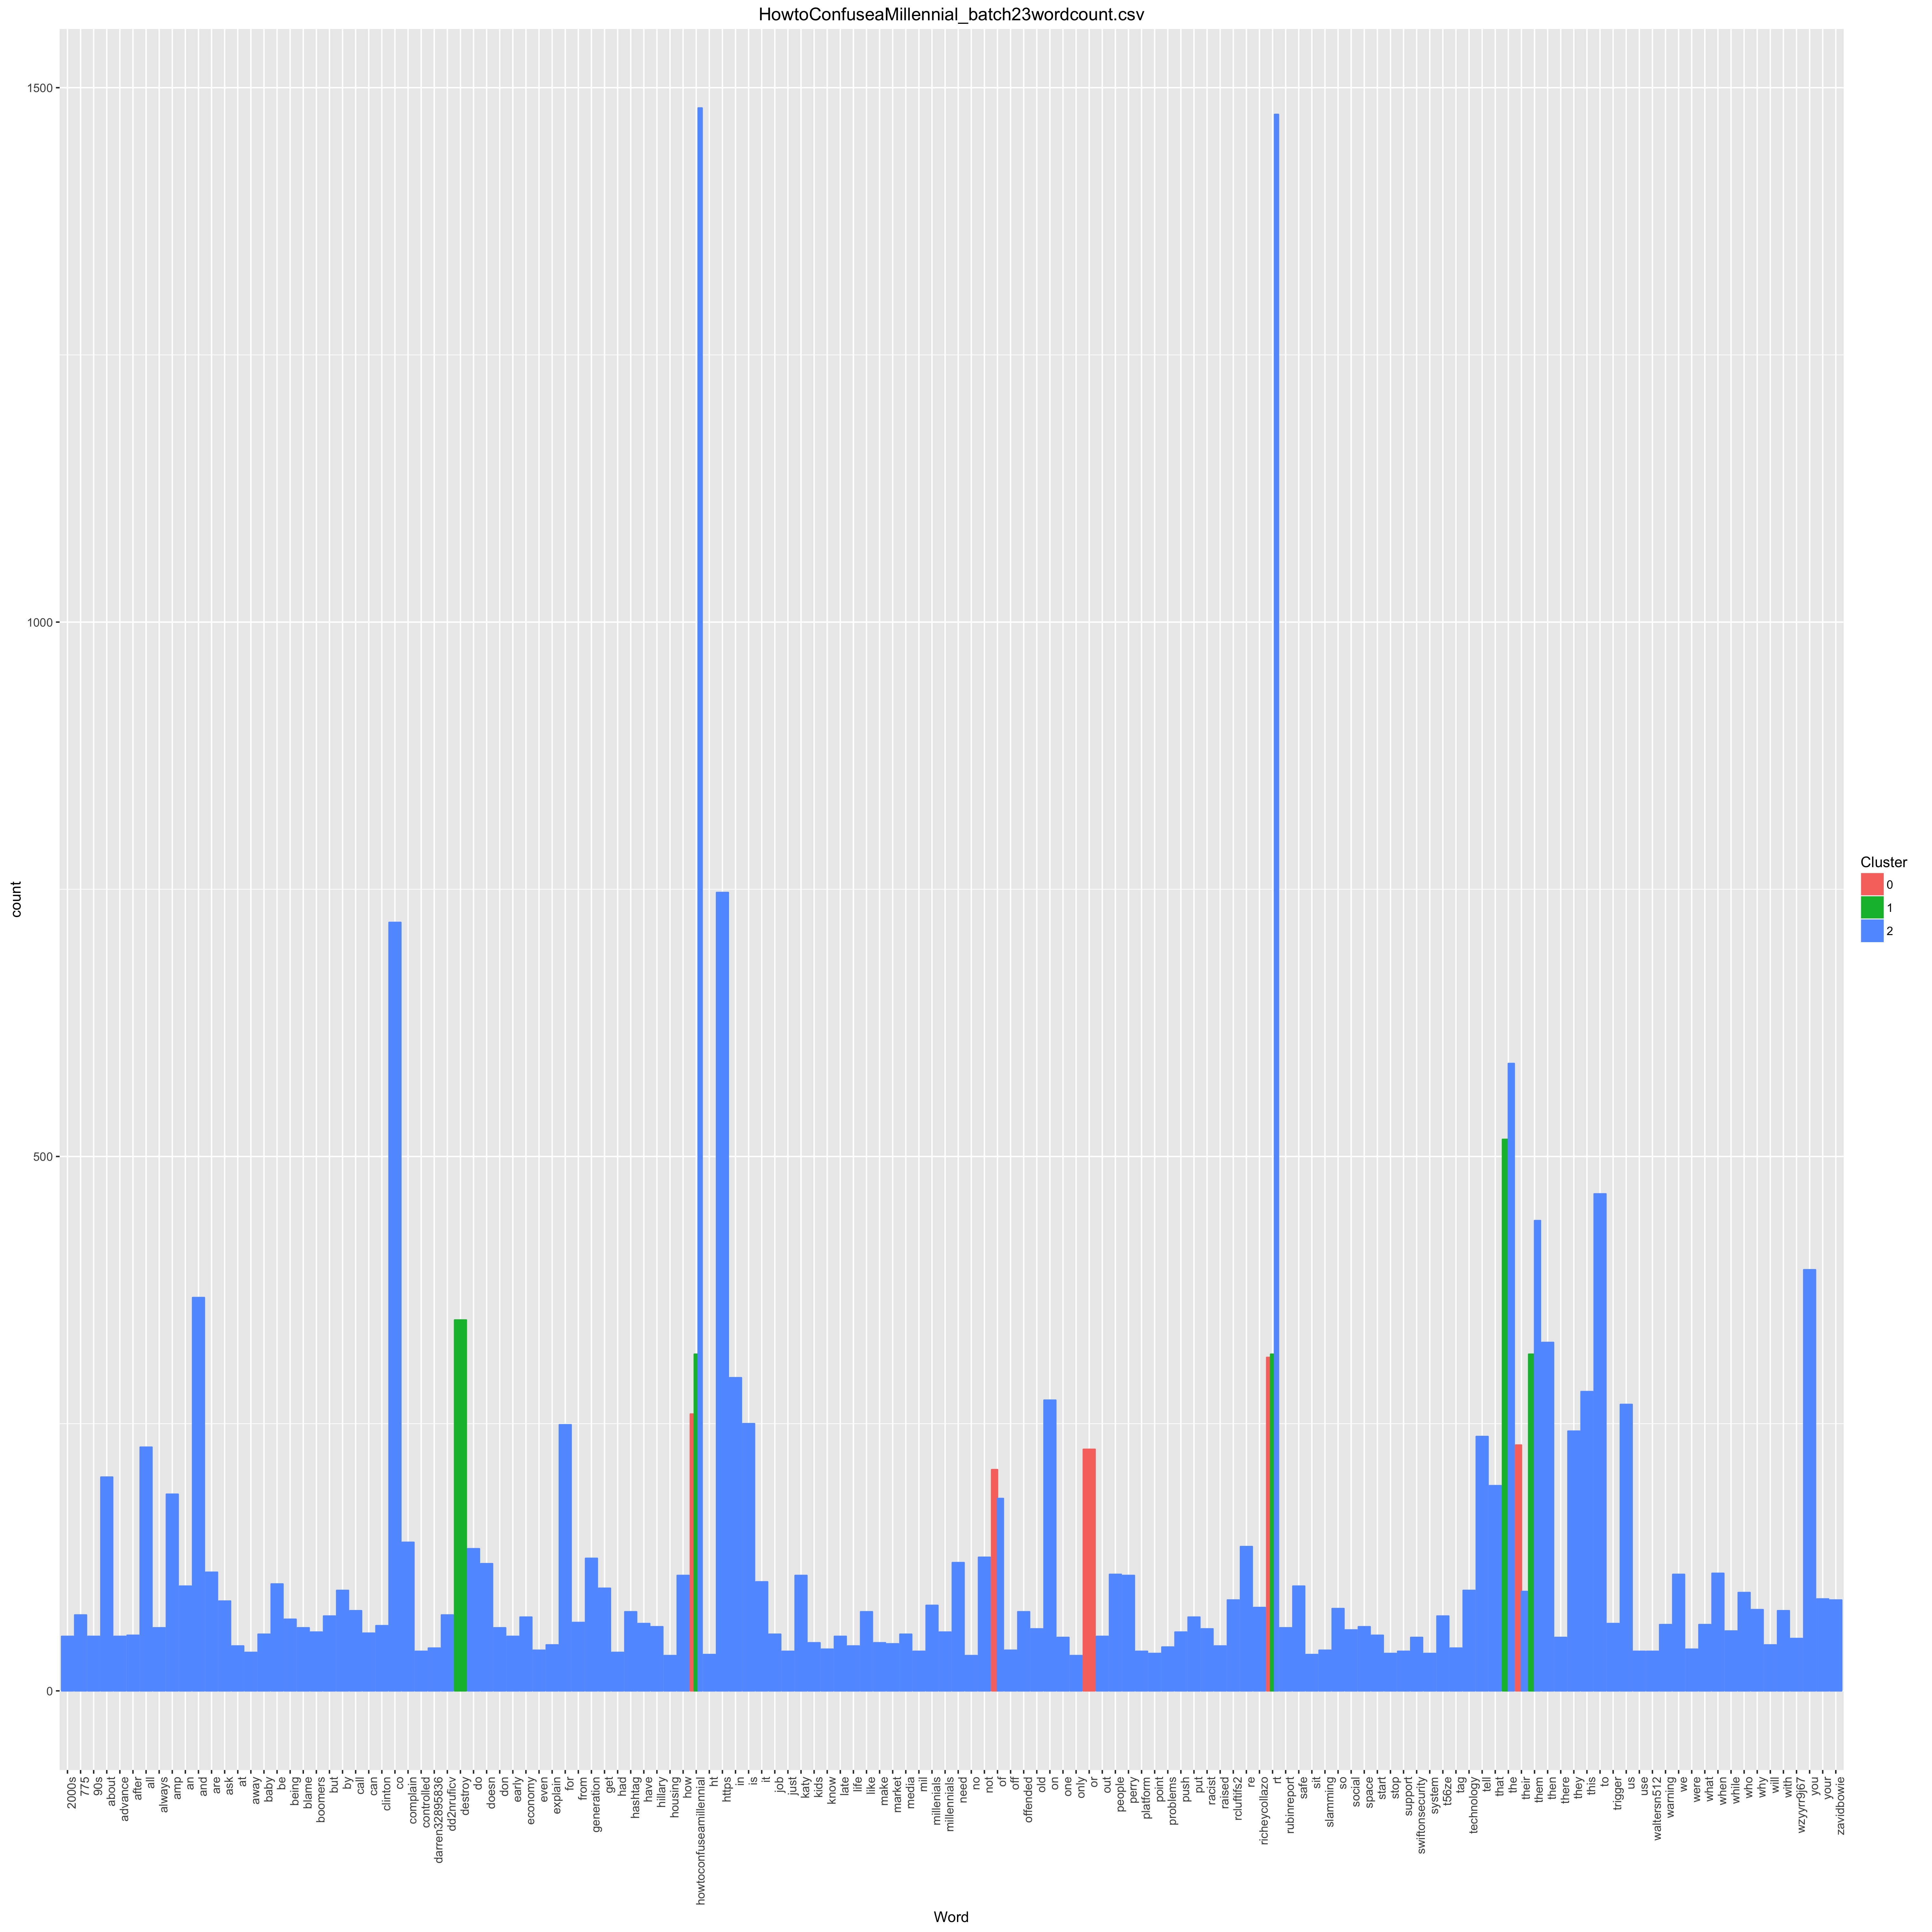 HowtoConfuseaMillennial_batch23wordcount.csv
1500
1000
500
0
count
Cluster
0
1
2
2000s
775
90s
about
advance
after
all
always
amp
an
and
are
ask
at
away
baby
be
being
blame
boomers
but
by
call
can
clinton
co
complain
controlled
darren32895836
dd2nruficv
destroy
do
doesn
don
early
economy
even
explain
for
from
generation
get
had
hashtag
have
hillary
housing
how
howtoconfuseamillennial
ht
https
in
is
it
job
just
katy
kids
know
late
life
like
make
market
media
mil
millenials
millennials
need
no
not
of
off
offended
old
on
one
only
or
out
people
perry
platform
point
problems
push
put
racist
raised
rcluftifs2
re
richeycollazo
rt
rubinreport
safe
sit
slamming
so
social
space
start
stop
support
swiftonsecurity
system
t56ze
tag
technology
tell
that
the
their
them
then
there
they
this
to
trigger
us
use
waltersn512
warning
we
were
what
when
while
who
why
will
with
wzyyrr9j67
you
your
zavidbowie
Word